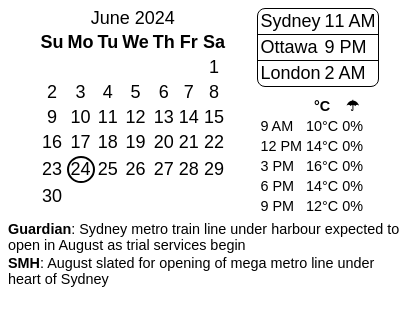 June 2024
Su Mo Tu We Th Fr Sa
1
2 3 4 5 6 7 8
9 10 11 12 13 14 15
16 17 18 19 20 21 22
23 24 25 26 27 28 29
30
Sydney 11 AM
Ottawa 9 PM
London 2 AM
°C ☂
9 AM 10°C 0%
12 PM 14°C 0%
3 PM 16°C 0%
6 PM 14°C 0%
9 PM 12°C 0%
Guardian: Sydney metro train line under harbour expected to
open in August as trial services begin
SMH: August slated for opening of mega metro line under
heart of Sydney